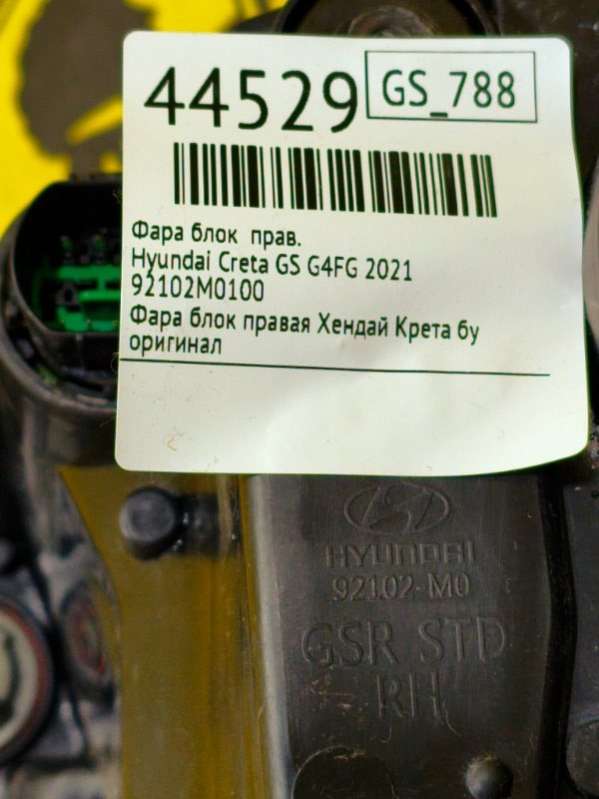 44529
GS_788
Фара блок прав.
Hyundai Creta GS G4FG 2021
92102M0100
Фара блок правая Хендай Крета бу
оригинал
HYUNDAI
92102-M0
GSR STD
RH